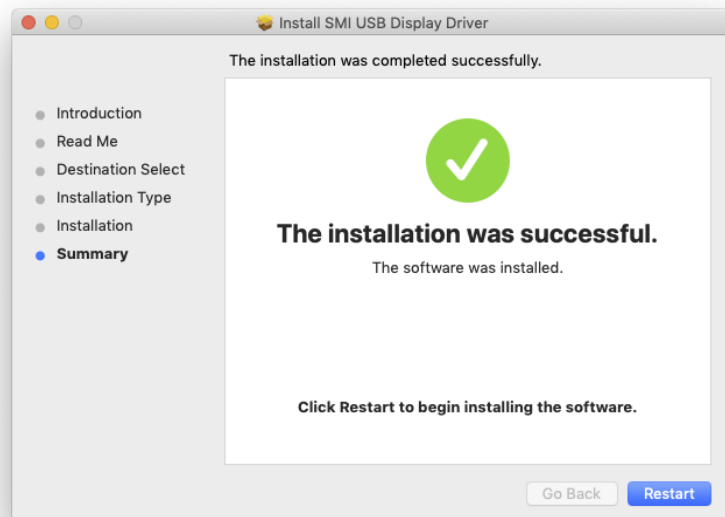 Install SMI USB Display Driver
The installation was completed successfully.
Introduction
Read Me
Destination Select
Installation Type
Installation
Summary
The installation was successful.
The software was installed.
Click Restart to begin installing the software.
Go Back
Restart